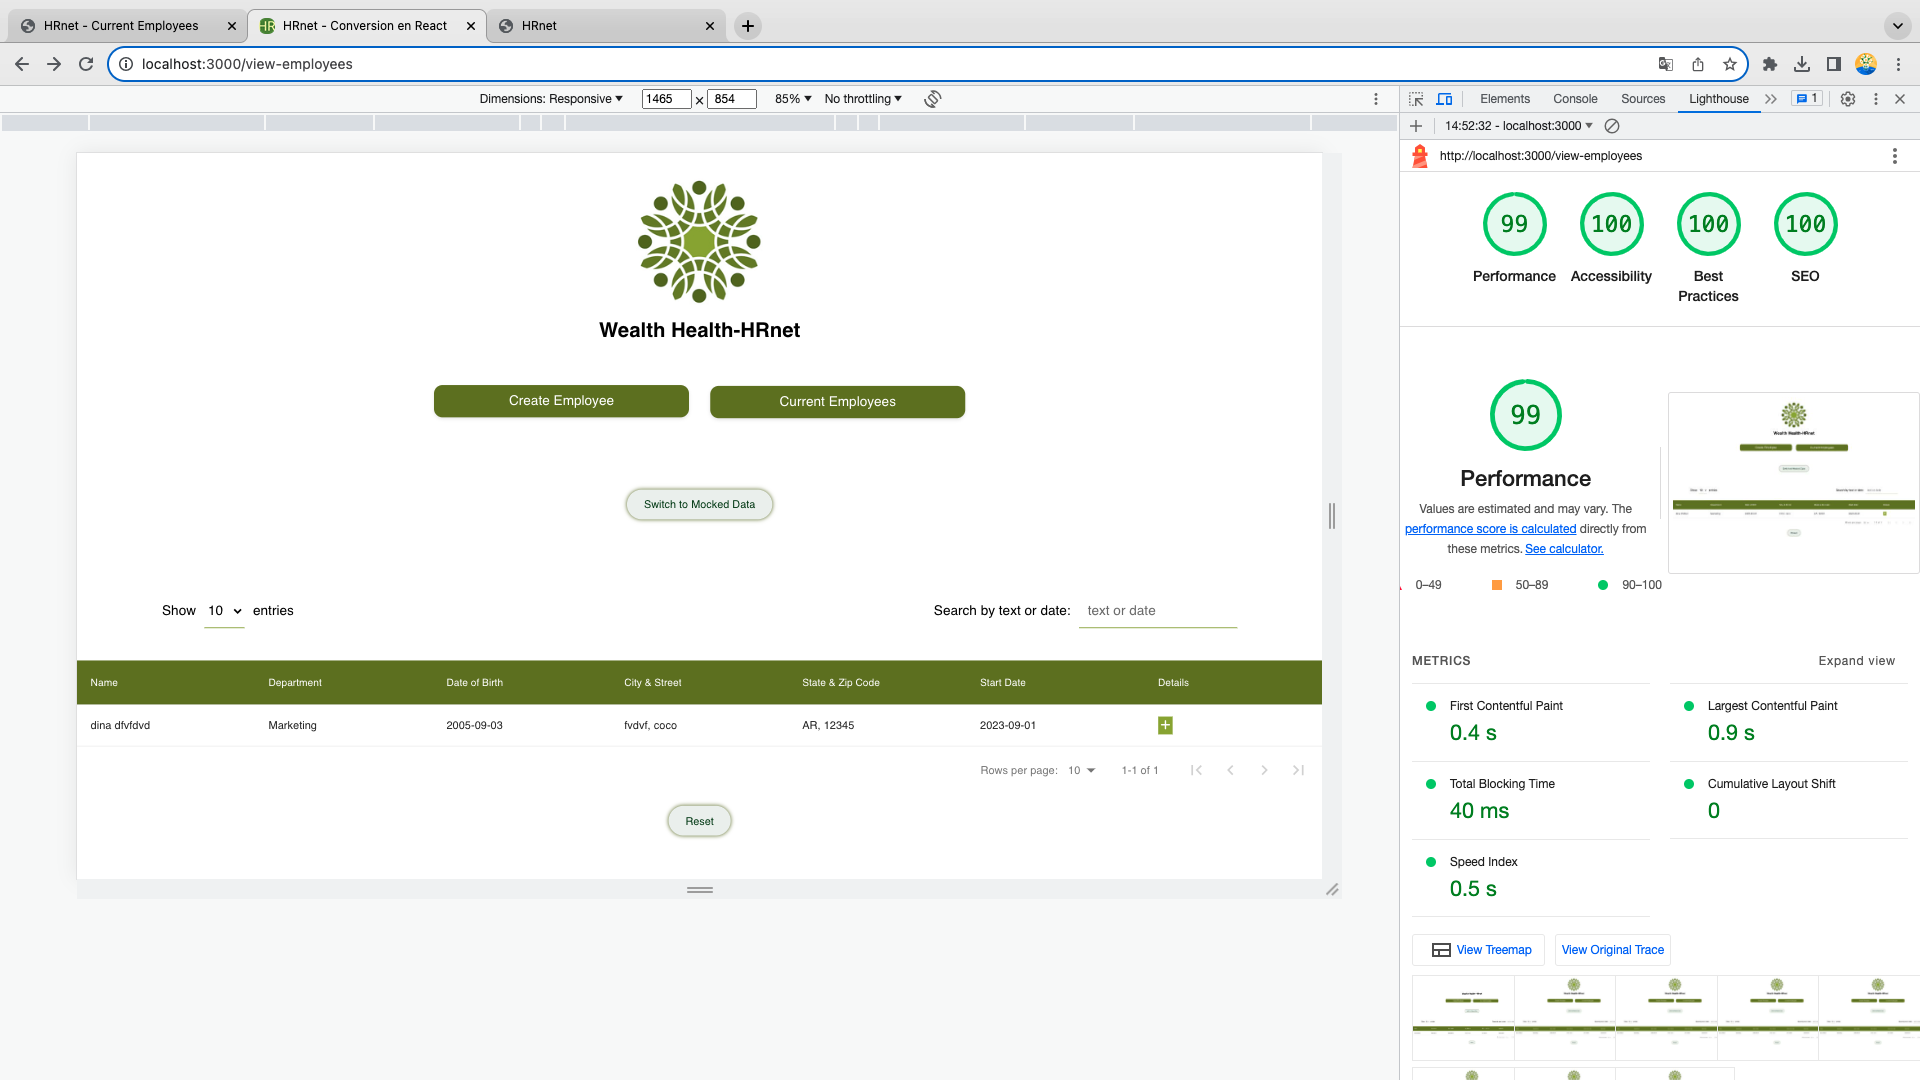 HRnet - Current Employees
HRnet - Conversion en React
HRnet
localhost:3000/view-employees
Dimensions: Responsive
1465 × 854
85%
No throttling
Elements Console Sources Lighthouse
1
14:52:32 - localhost:3000
http://localhost:3000/view-employees
99 100 100 100
Performance Accessibility Best Practices SEO
Wealth Health-HRnet
Create Employee Current Employees
Switch to Mocked Data
Show 10 entries
Search by text or date: text or date
Name Department Date of Birth City & Street State & Zip Code Start Date Details
dina dfvfdvd Marketing 2005-09-03 fvdvf, coco AR, 12345 2023-09-01 +
Rows per page: 10 1-1 of 1
Reset
99
Performance
Values are estimated and may vary. The
performance score is calculated directly from
these metrics. See calculator.
0–49 50–89 90–100
Wealth Health-HRnet
METRICS Expand view
First Contentful Paint
0.4 s
Largest Contentful Paint
0.9 s
Total Blocking Time
40 ms
Cumulative Layout Shift
0
Speed Index
0.5 s
View Treemap View Original Trace